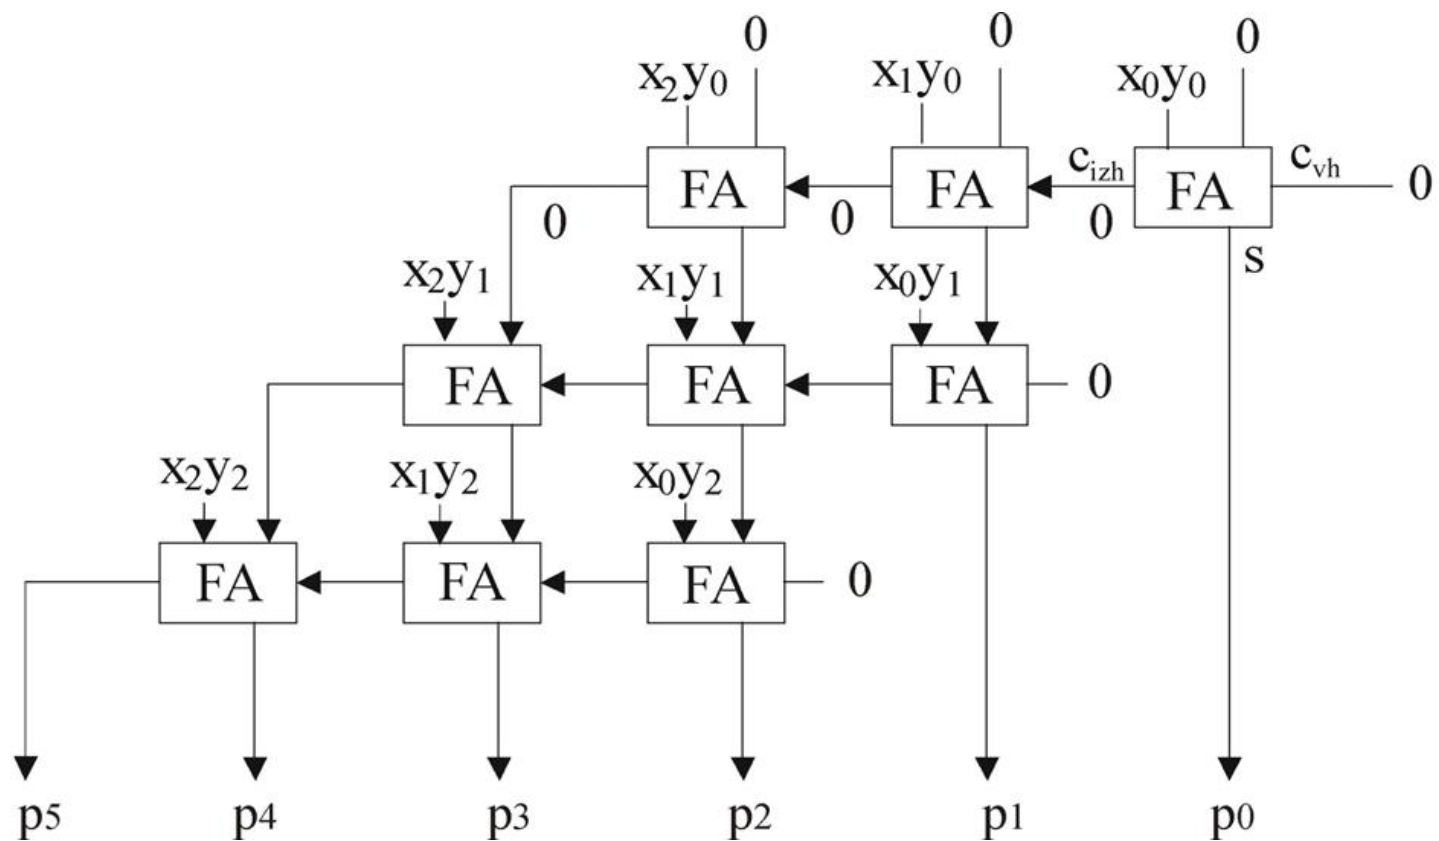 0 0 0
x2y0 x1y0 x0y0
FA 0 FA cizh 0 FA cvh 0
0
s
x2y1 x1y1 x0y1
FA FA FA 0
x2y2 x1y2 x0y2
FA FA FA 0
p5 p4 p3 p2 p1 p0